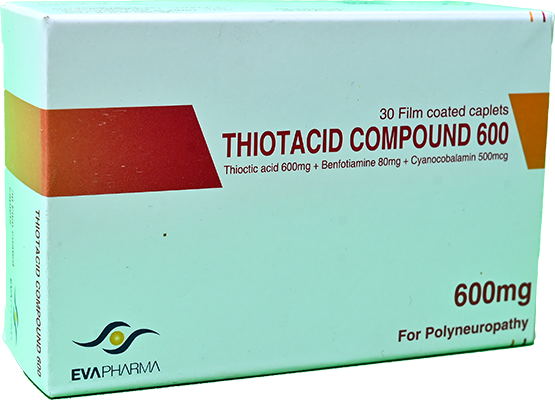 30 Film coated caplets
THIOTACID COMPOUND 600
Thioctic acid 600mg + Benfotiamine 80mg + Cyanocobalamin 500mcg
600mg
For Polyneuropathy
EVAPHARMA
THIOTACID COMPOUND 600